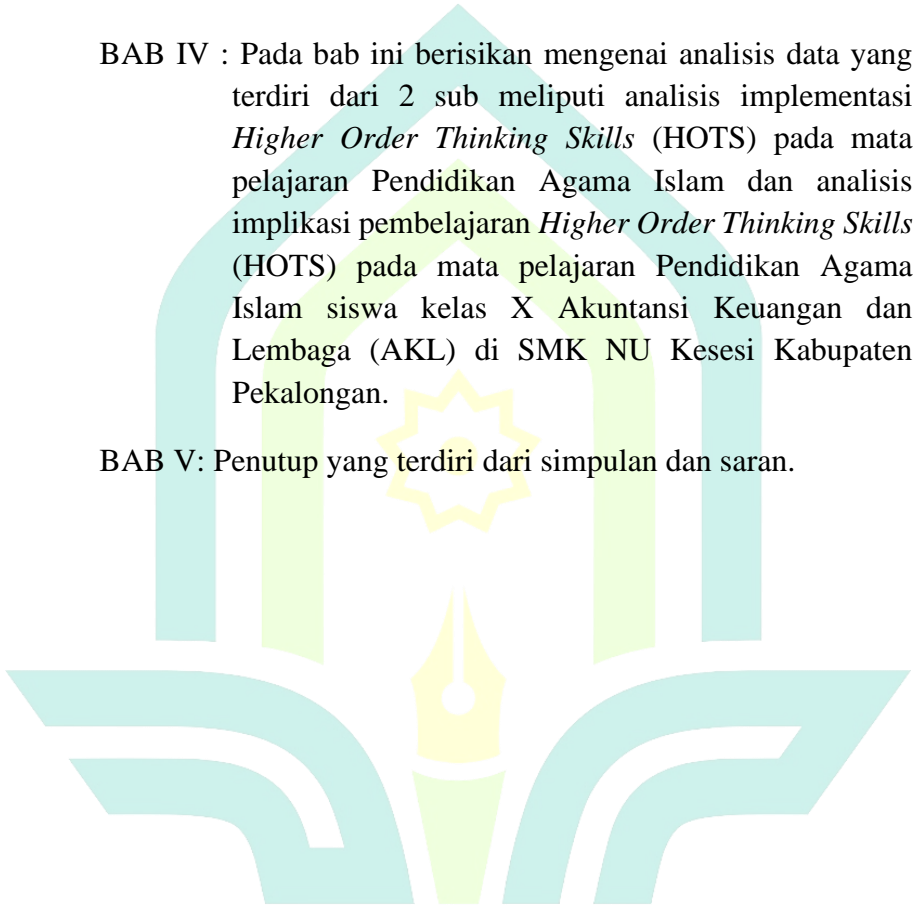 BAB IV : Pada bab ini berisikan mengenai analisis data yang
terdiri dari 2 sub meliputi analisis implementasi
Higher Order Thinking Skills (HOTS) pada mata
pelajaran Pendidikan Agama Islam dan analisis
implikasi pembelajaran Higher Order Thinking Skills
(HOTS) pada mata pelajaran Pendidikan Agama
Islam siswa kelas X Akuntansi Keuangan dan
Lembaga (AKL) di SMK NU Kesesi Kabupaten
Pekalongan.
BAB V: Penutup yang terdiri dari simpulan dan saran.